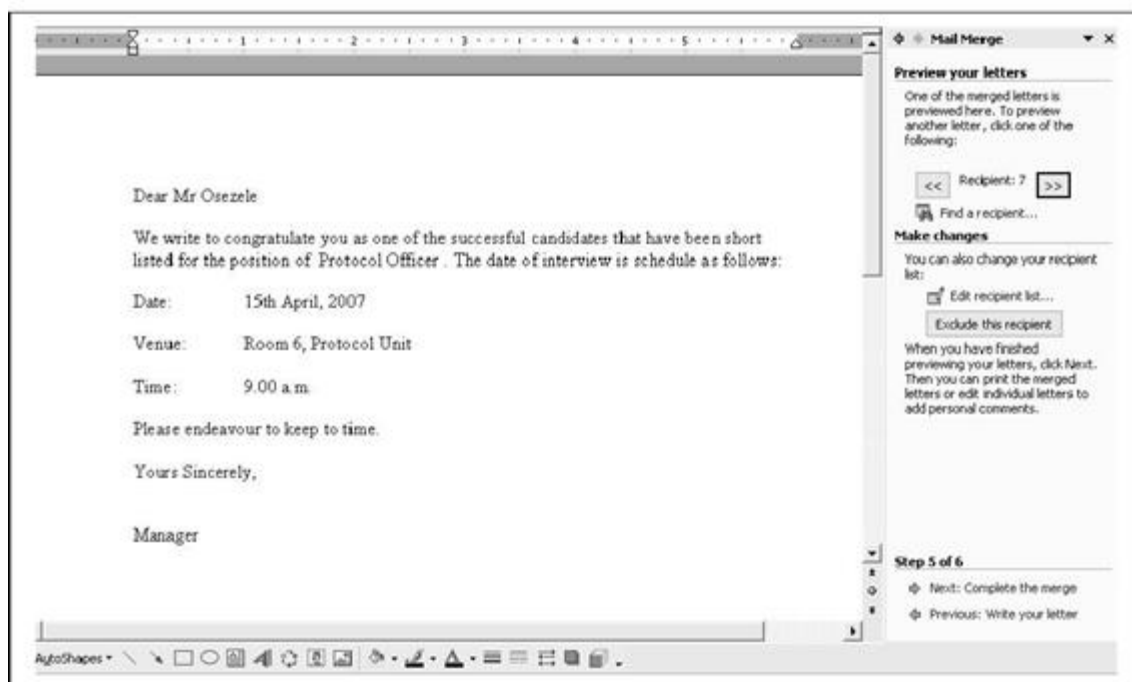 1 2 3 4 5
Dear Mr Osezele
We write to congratulate you as one of the successful candidates that have been short
listed for the position of Protocol Officer . The date of interview is schedule as follows:
Date: 15th April, 2007
Venue: Room 6, Protocol Unit
Time: 9.00 a.m.
Please endeavour to keep to time.
Yours Sincerely,
Manager
Mail Merge
Preview your letters
One of the merged letters is
previewed here. To preview
another letter, click one of the
following:
<< Recipient: 7 >>
Find a recipient...
Make changes
You can also change your recipient
list:
Edit recipient list...
Exclude this recipient
When you have finished
previewing your letters, click Next.
Then you can print the merged
letters or edit individual letters to
add personal comments.
Step 5 of 6
Next: Complete the merge
Previous: Write your letter
AutoShapes